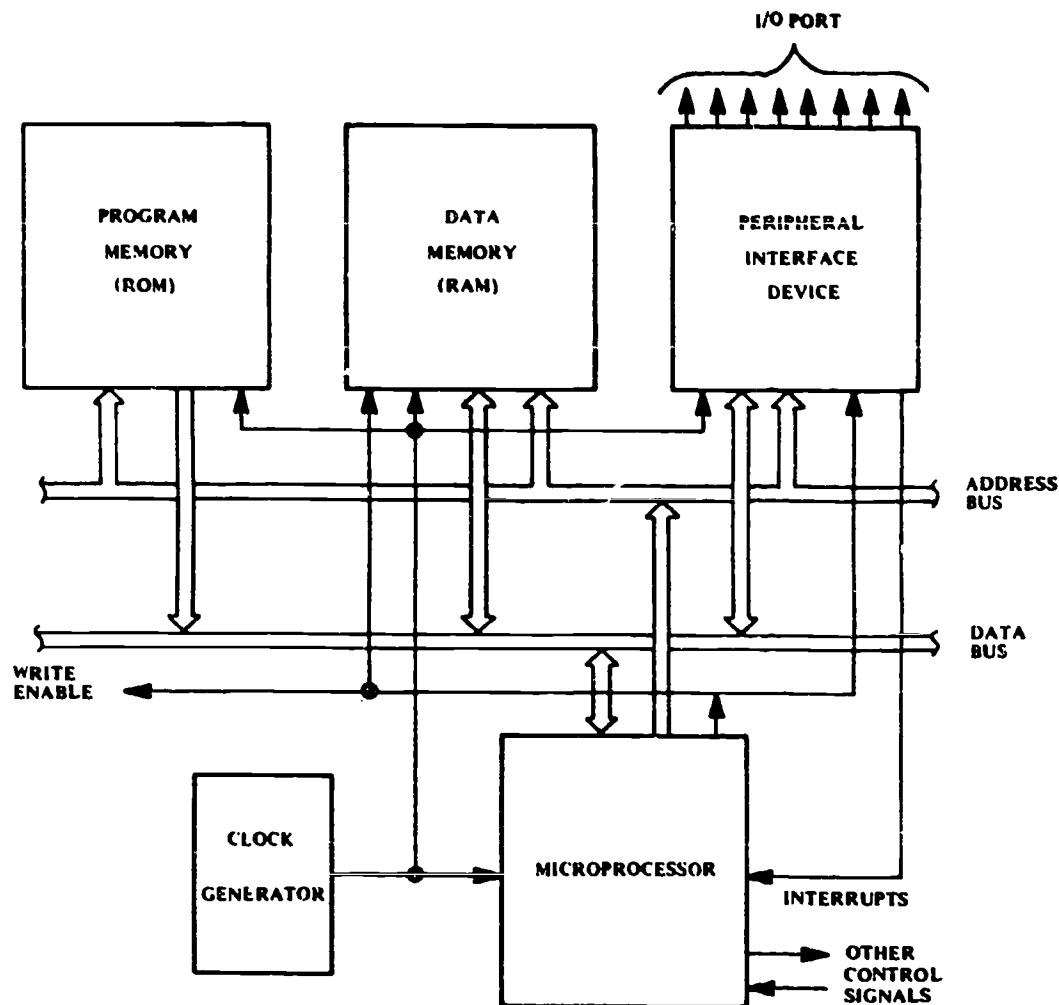 I/O PORT
PROGRAM
MEMORY
(ROM)
DATA
MEMORY
(RAM)
PERIPHERAL
INTERFACE
DEVICE
ADDRESS
BUS
DATA
BUS
WRITE
ENABLE
CLOCK
GENERATOR
MICROPROCESSOR
INTERRUPTS
OTHER
CONTROL
SIGNALS